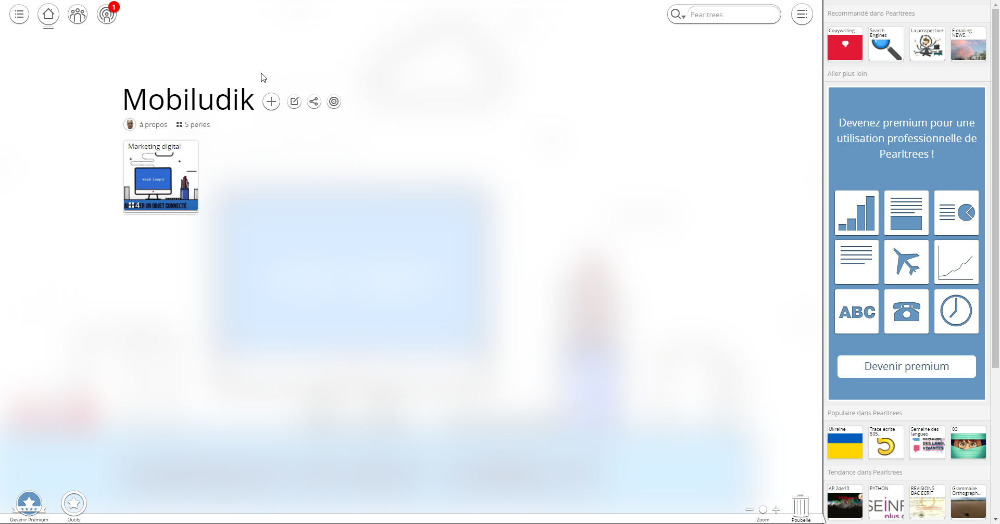 1
Pearltrees
Mobiludik
à propos
5 perles
Marketing digital
void loop()
4
ER UN OBJET CONNECTÉ
Devenir Premium
Outils
Zoom
Poubelle
Recommandé dans Pearltrees
Copywriting
Search
Engines
La prospection
E mailing
NEWS...
Aller plus loin
Devenez premium pour une
utilisation professionnelle de
Pearltrees !
ABC
Devenir premium
Populaire dans Pearltrees
Ukraine
Trace écrite
505...
Semaine des
langues
SEMAINE
DES LANGU
VIVANTES
03
Tendance dans Pearltrees
AP 2de10
PYTHON
SEINF
plus
REVISIONS
BAC ECRIT
Grammaire
Orthograph...